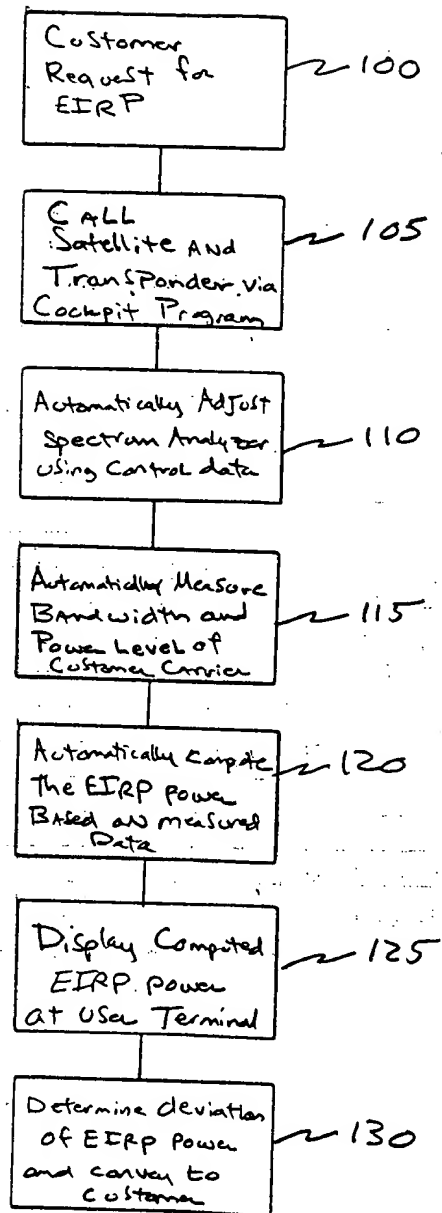 Customer
Request for
EIRP
100
CALL
Satellite AND
Transponder via
Cockpit Program
105
Automatically Adjust
Spectrum Analyzer
using Control data
110
Automatically Measure
Bandwidth and
Power Level of
Customer Carrier
115
Automatically Compute
The EIRP power
Based on measured
Data
120
Display Computed
EIRP power
at User Terminal
125
Determine deviation
of EIRP Power
and convey to
Customer
130